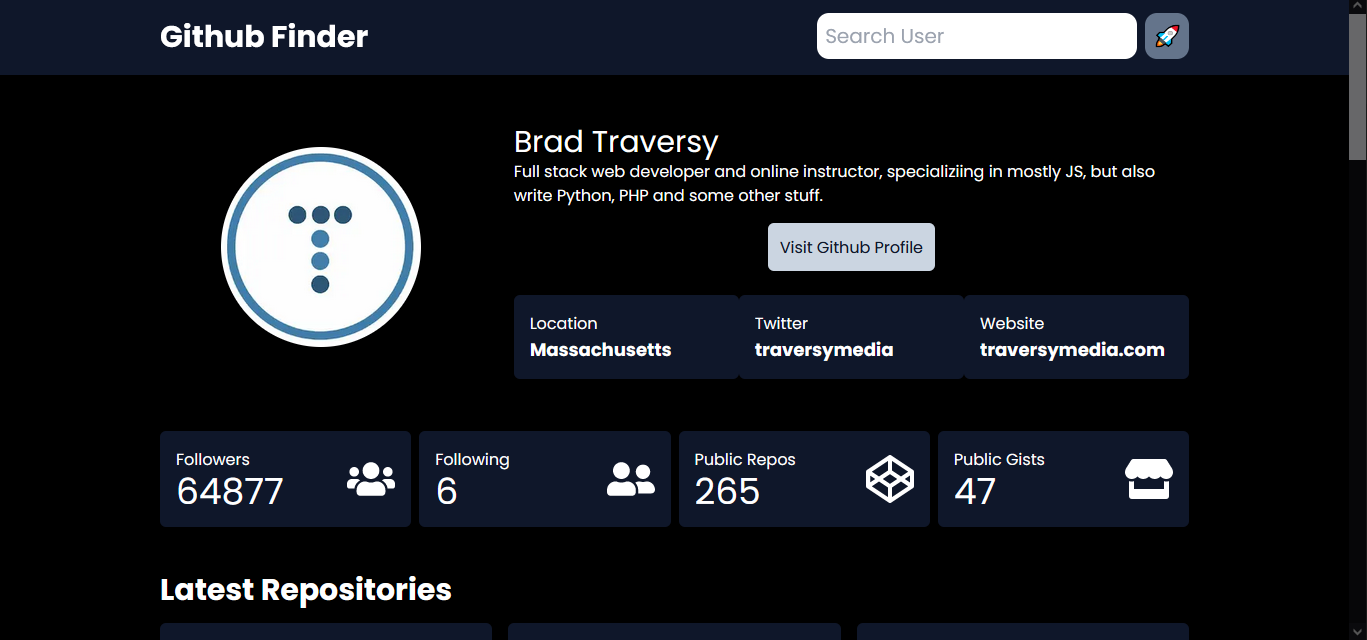 Github Finder
Search User
Brad Traversy
Full stack web developer and online instructor, specializiing in mostly JS, but also
write Python, PHP and some other stuff.
Visit Github Profile
Location
Massachusetts
Twitter
traversymedia
Website
traversymedia.com
Followers
64877
Following
6
Public Repos
265
Public Gists
47
Latest Repositories